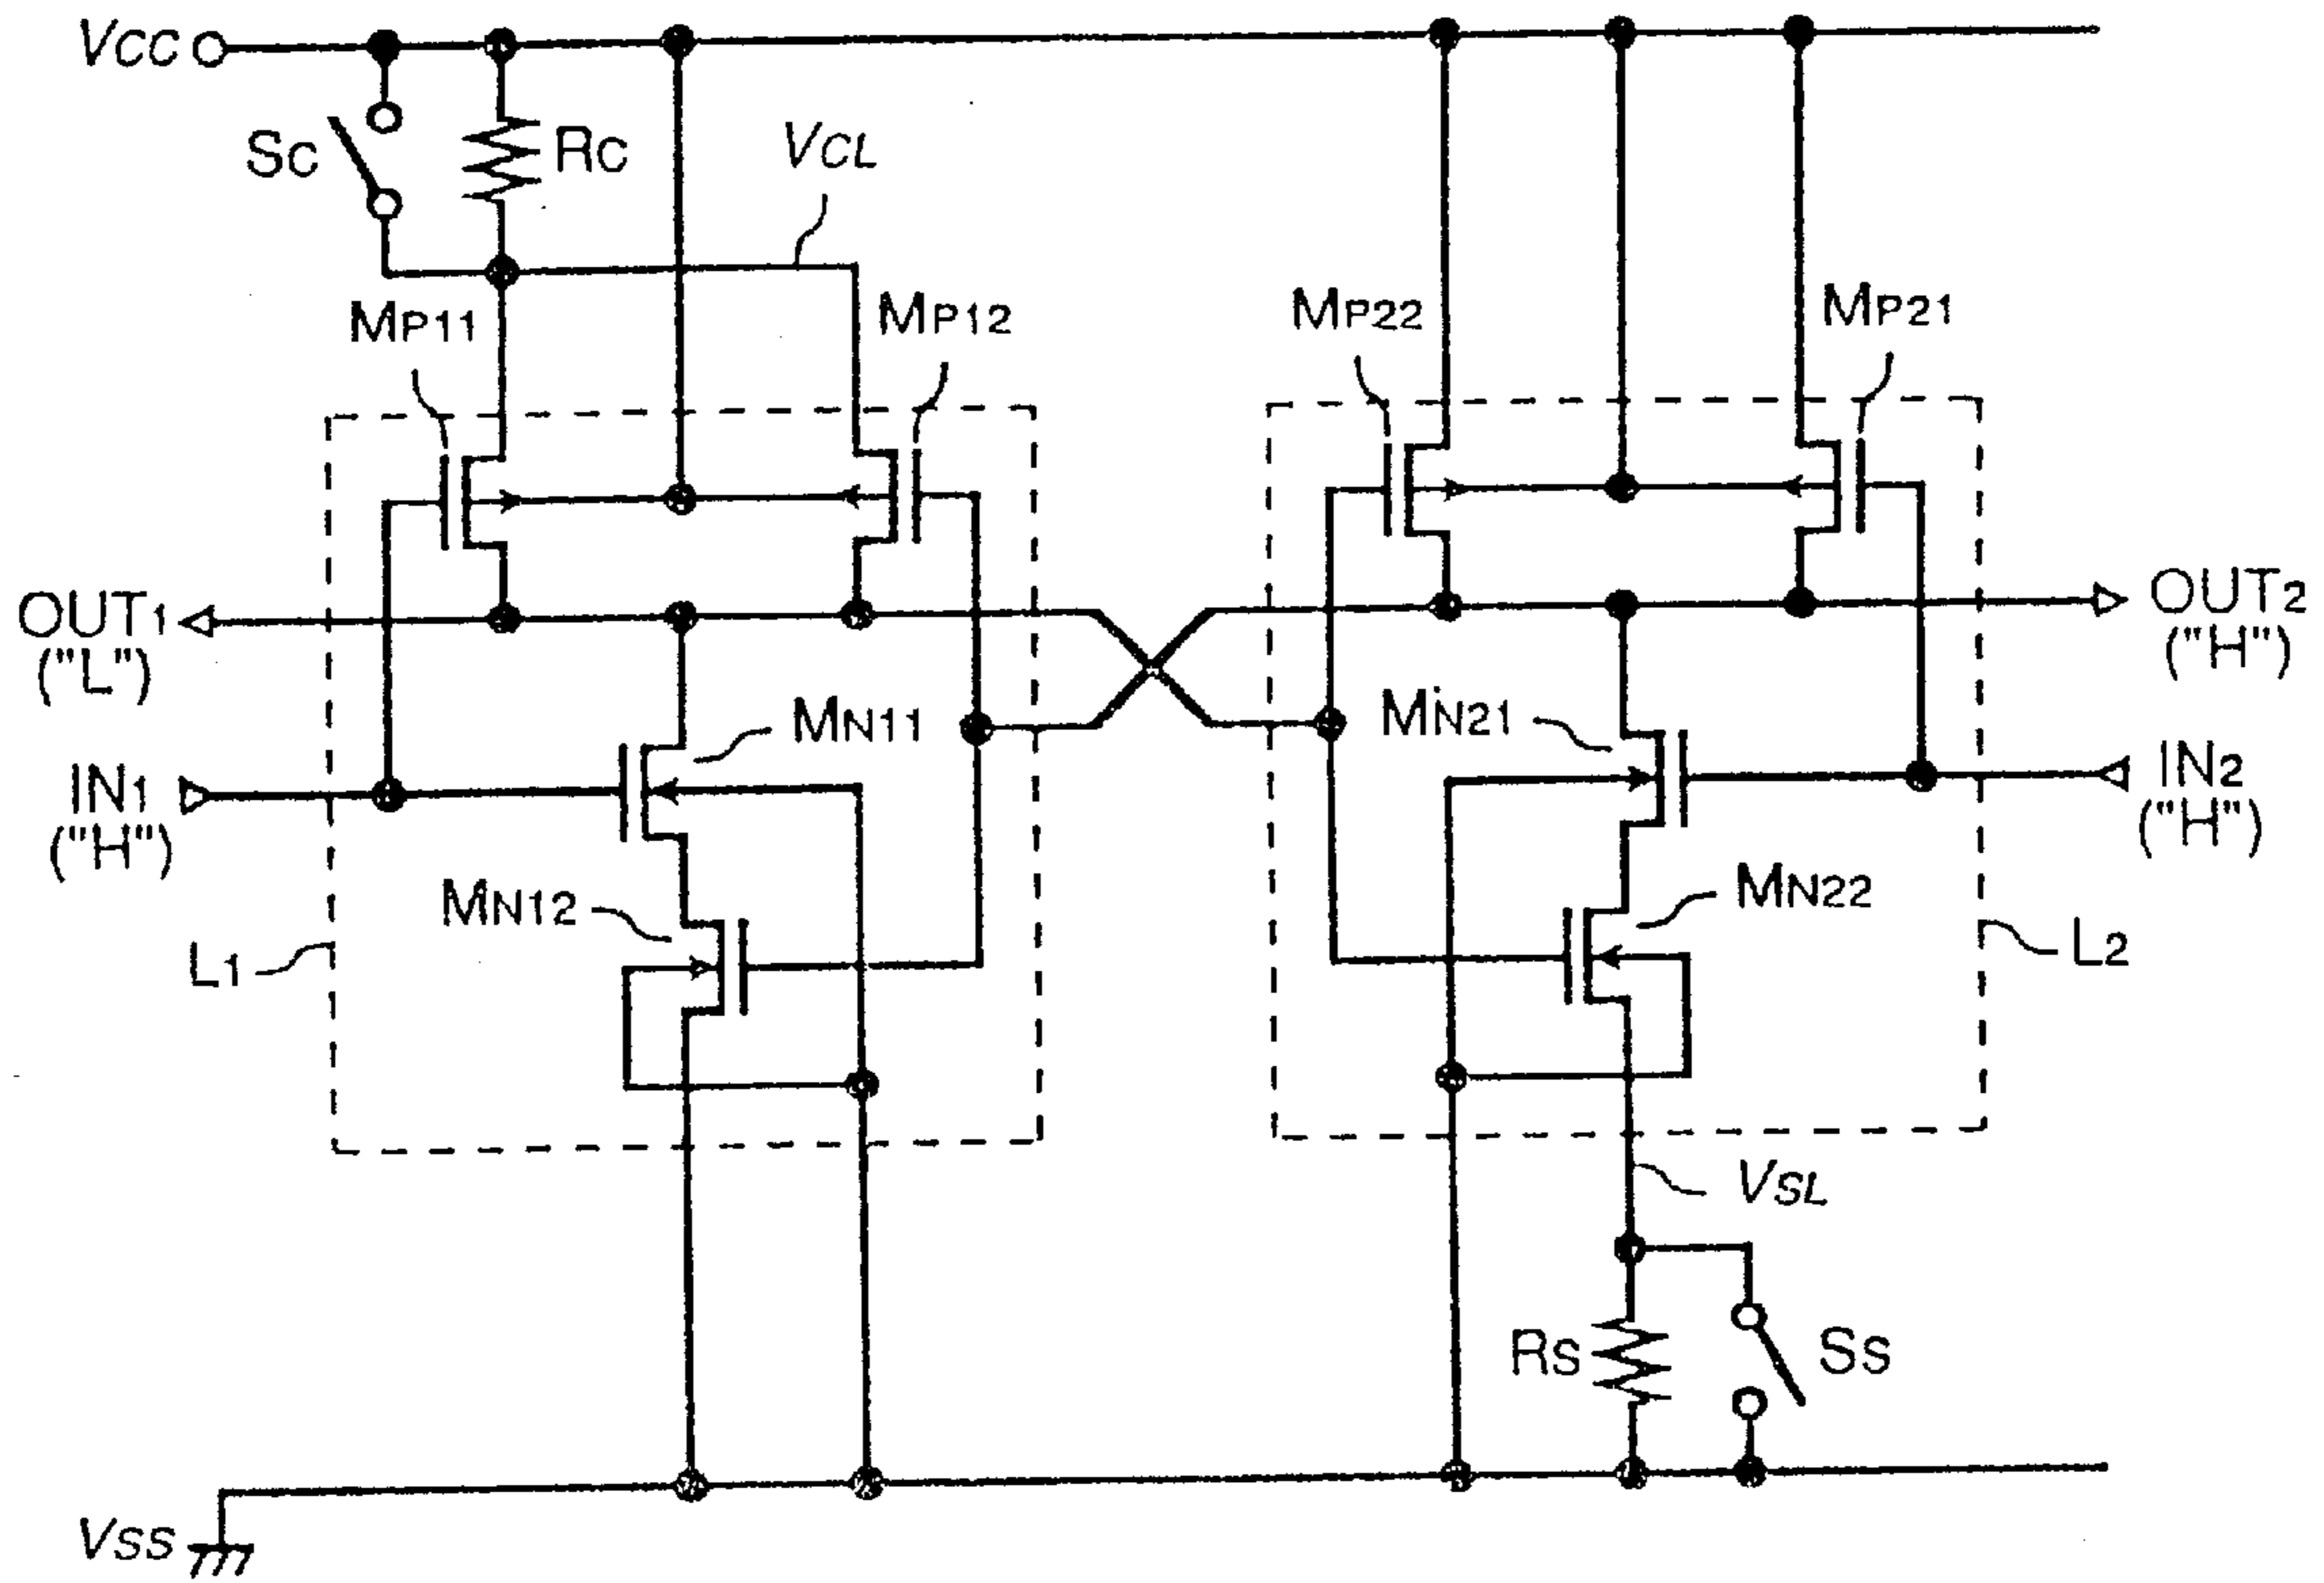 VCC
SC
RC
VCL
MP11
MP12
MP22
MP21
OUT1
("L")
OUT2
("H")
MN11
MN21
IN1
("H")
IN2
("H")
MN12
MN22
L1
L2
VSL
RS
SS
VSS